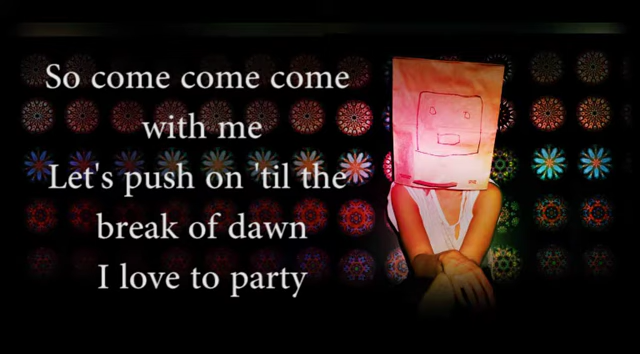 So come come come
with me
Let's push on 'til the
break of dawn
I love to party